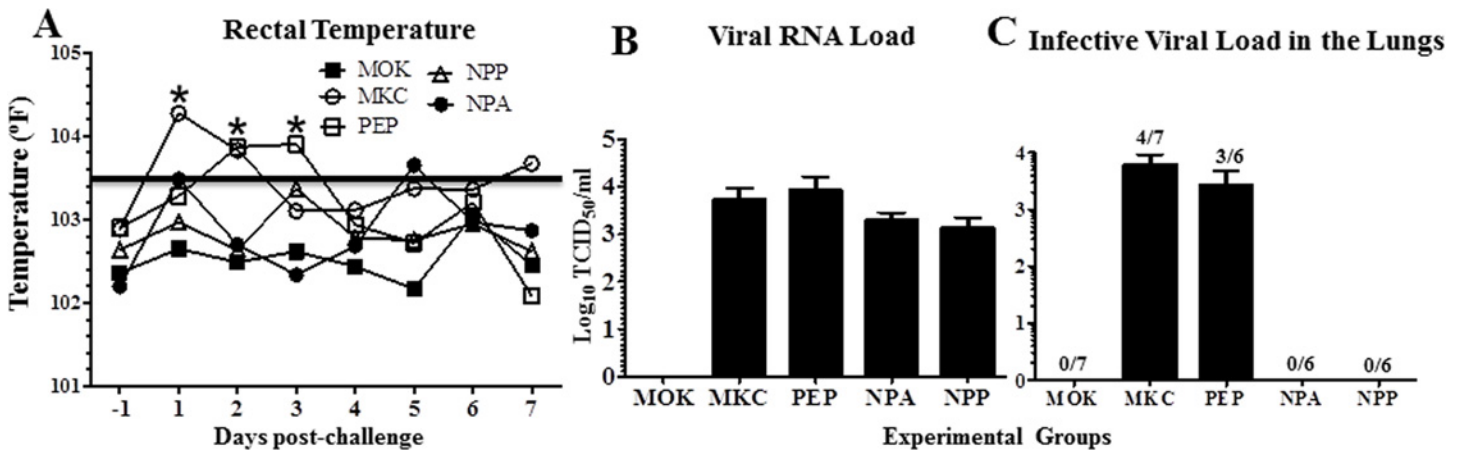 A
Rectal Temperature
105
104
103
102
101
Temperature (ºF)
MOK
MKC
PEP
NPP
NPA
*
*
*
-1 1 2 3 4 5 6 7
Days post-challenge
B
Viral RNA Load
5
4
3
2
1
0
Log10 TCID50/ml
MOK MKC PEP NPA NPP
C
Infective Viral Load in the Lungs
4
3
2
1
0
0/7
4/7
3/6
0/6
0/6
MOK MKC PEP NPA NPP
Experimental Groups